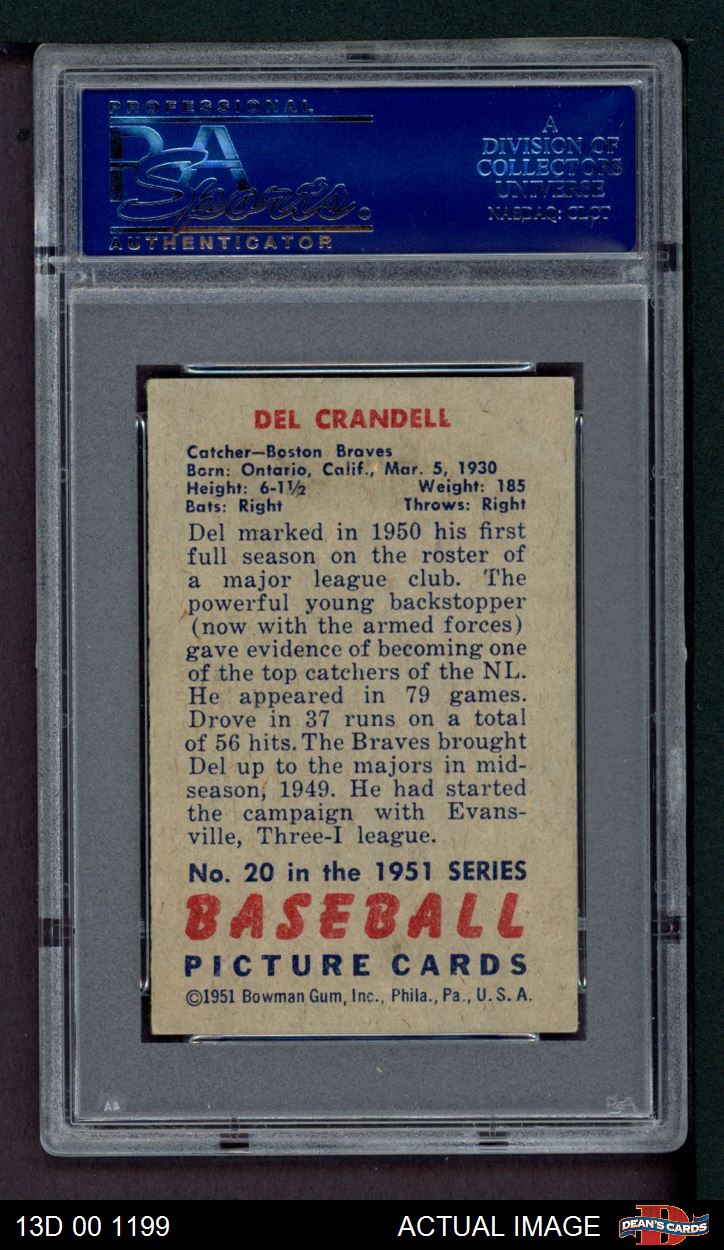 PROFESSIONAL
PSA
Sports®
AUTHENTICATOR
A
DIVISION OF
COLLECTORS
UNIVERSE
NASDAQ: CLCT
DEL CRANDELL
Catcher—Boston Braves
Born: Ontario, Calif., Mar. 5, 1930
Height: 6-1½ Weight: 185
Bats: Right Throws: Right
Del marked in 1950 his first
full season on the roster of
a major league club. The
powerful young backstopper
(now with the armed forces)
gave evidence of becoming one
of the top catchers of the NL.
He appeared in 79 games.
Drove in 37 runs on a total
of 56 hits. The Braves brought
Del up to the majors in mid-
season, 1949. He had started
the campaign with Evans-
ville, Three-I league.
No. 20 in the 1951 SERIES
BASEBALL
PICTURE CARDS
©1951 Bowman Gum, Inc., Phila., Pa., U. S. A.
PSA
13D 00 1199 ACTUAL IMAGE
DEAN'S CARDS